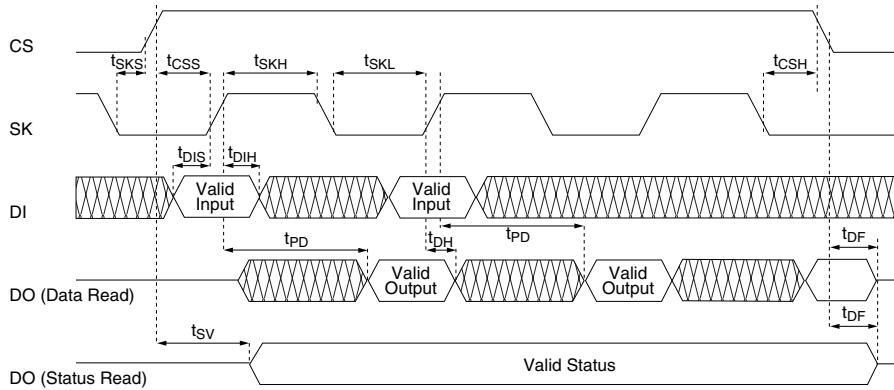 CS
tSKS tCSS tSKH tSKL tCSH
SK
tDIS tDIH
DI
Valid Input
Valid Input
tPD tDH tPD tDF
DO (Data Read)
Valid Output
Valid Output
tDF
tSV
DO (Status Read)
Valid Status